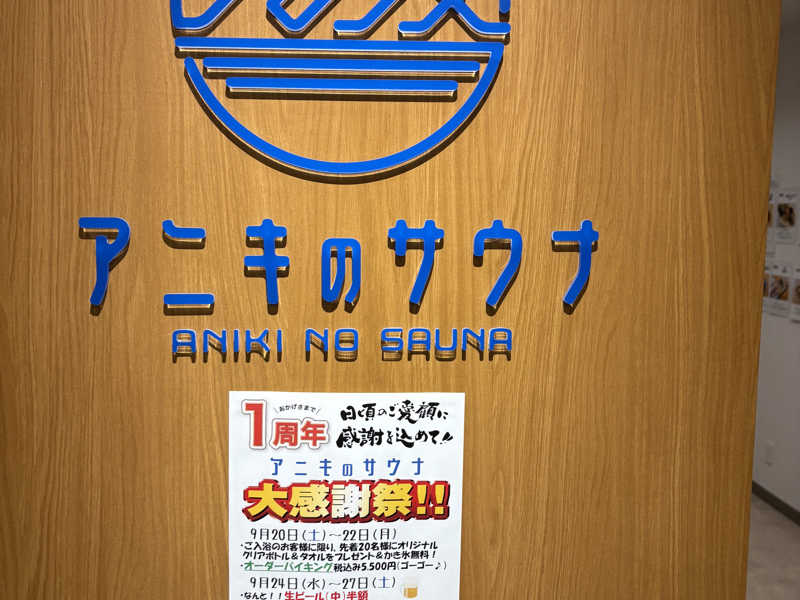 アニキのサウナ
ANIKI NO SAUNA
おかげさまで
1周年
日頃のご愛顧に
感謝を込めて!!
アニキのサウナ
大感謝祭!!
9月20日(土)~22日(月)
・ご入浴のお客様に限り、先着20名様にオリジナル
クリアボトル&タオルをプレゼント&かき氷無料!
・オーダーバイキング税込み5,500円(ゴーゴー♪)
9月24日(水)~27日(土)
・なんと!!生ビール(中)半額